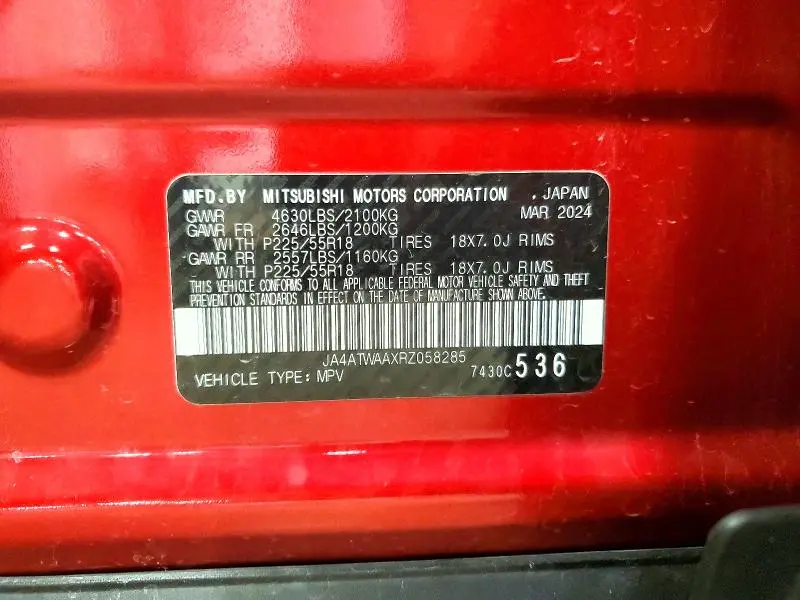 MFD.BY MITSUBISHI MOTORS CORPORATION , JAPAN
GVWR 4630LBS/2100KG MAR 2024
GAWR FR 2646LBS/1200KG
WITH P225/55R18 TIRES 18X7.0J RIMS
GAWR RR 2557LBS/1160KG
WITH P225/55R18 TIRES 18X7.0J RIMS
THIS VEHICLE CONFORMS TO ALL APPLICABLE FEDERAL MOTOR VEHICLE SAFETY AND THEFT
PREVENTION STANDARDS IN EFFECT ON THE DATE OF MANUFACTURE SHOWN ABOVE.
JA4ATWAAXRZ058285
VEHICLE TYPE: MPV 7430C 536